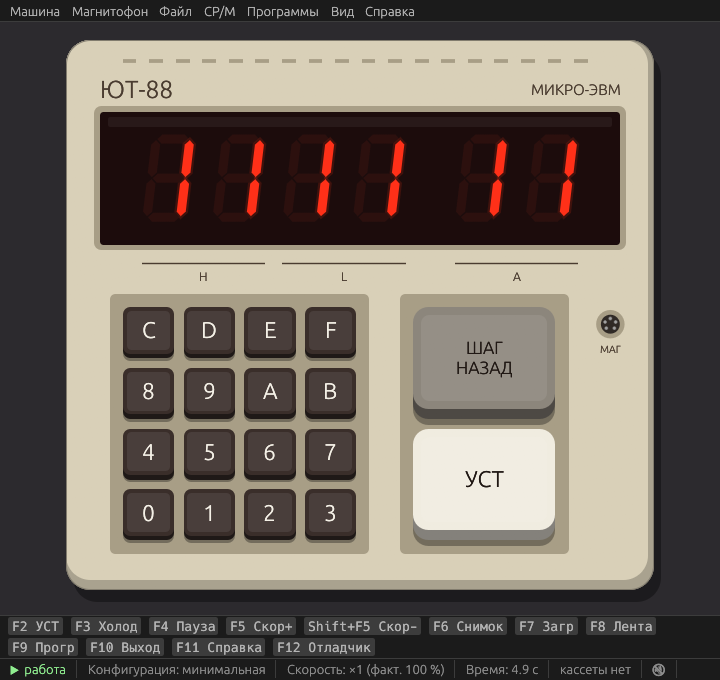 Машина Магнитофон Файл CP/M Программы Вид Справка
ЮТ-88 МИКРО-ЭВМ
1111 11
H L A
C D E F
ШАГ
НАЗАД
МАГ
8 9 A B
4 5 6 7
УСТ
0 1 2 3
F2 УСТ F3 Холод F4 Пауза F5 Скор+ Shift+F5 Скор- F6 Снимок F7 Загр F8 Лента
F9 Прогр F10 Выход F11 Справка F12 Отладчик
работа Конфигурация: минимальная Скорость: ×1 (факт. 100 %) Время: 4.9 с кассеты нет